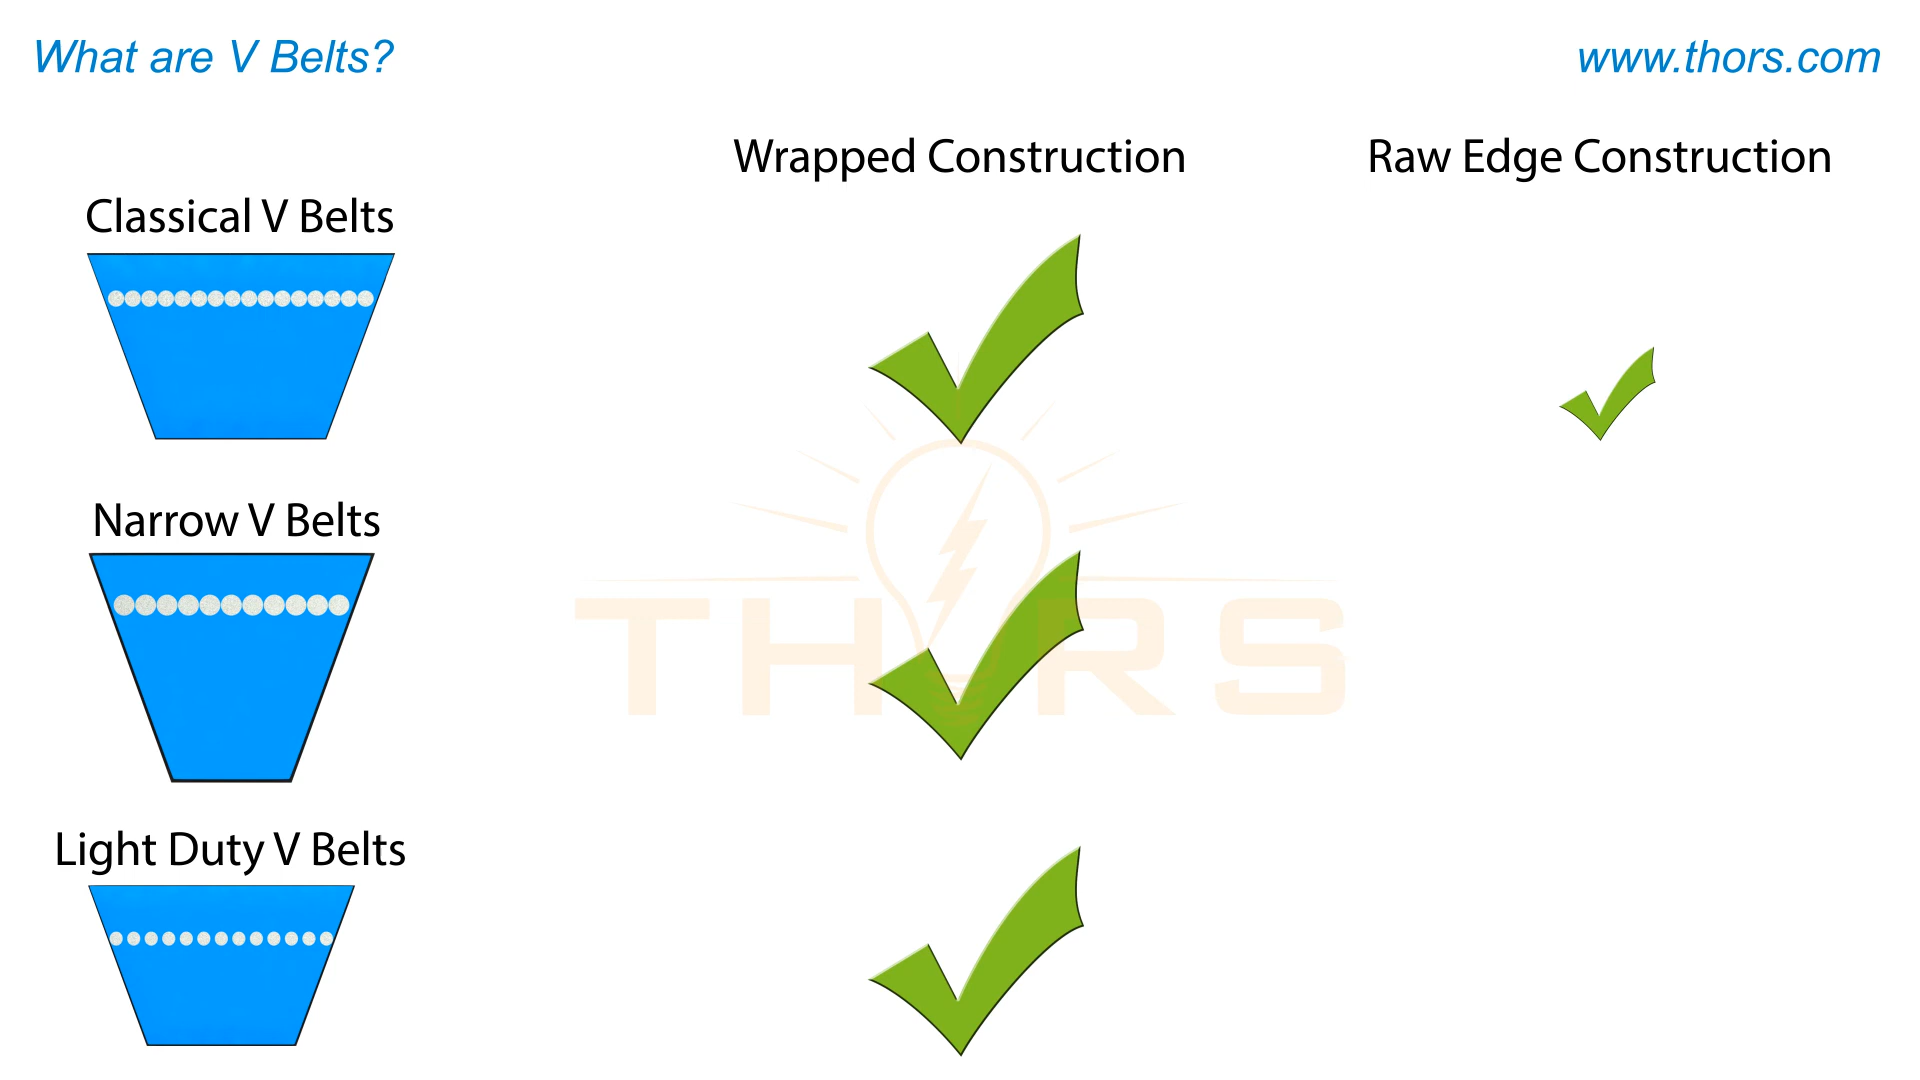 What are V Belts?
www.thors.com
Wrapped Construction
Raw Edge Construction
Classical V Belts
Narrow V Belts
THORS
Light Duty V Belts